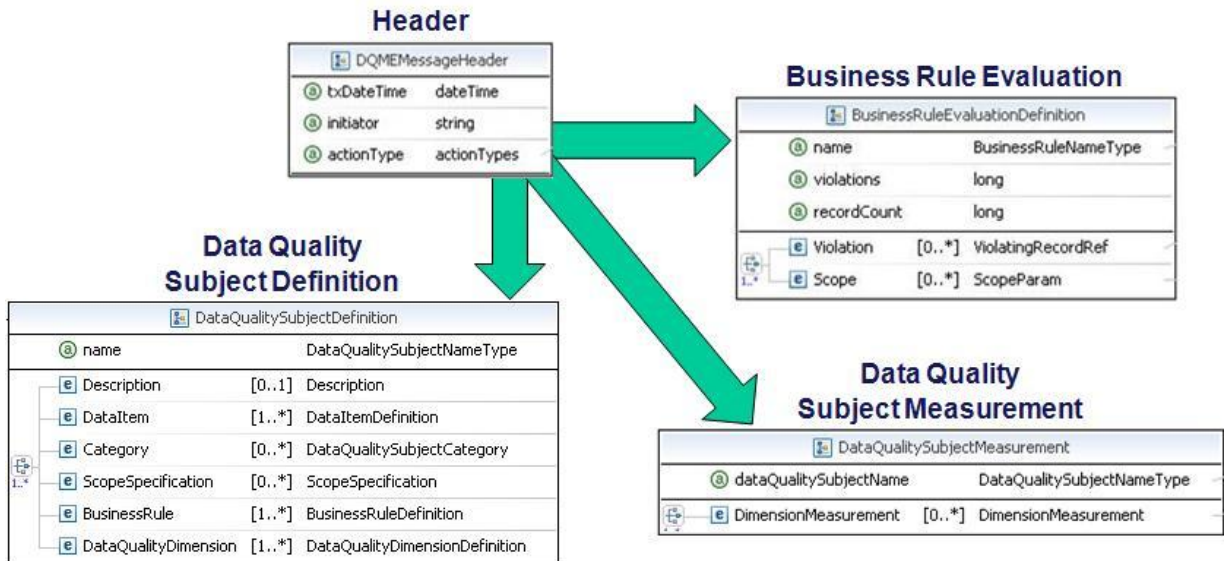 Header
DQMEMessageHeader
a txDateTime dateTime
a initiator string
a actionType actionTypes
Business Rule Evaluation
BusinessRuleEvaluationDefinition
a name BusinessRuleNameType
a violations long
a recordCount long
e Violation [0..*] ViolatingRecordRef
e Scope [0..*] ScopeParam
1..*
Data Quality
Subject Definition
DataQualitySubjectDefinition
a name DataQualitySubjectNameType
e Description [0..1] Description
e DataItem [1..*] DataItemDefinition
e Category [0..*] DataQualitySubjectCategory
e ScopeSpecification [0..*] ScopeSpecification
1..*
e BusinessRule [1..*] BusinessRuleDefinition
e DataQualityDimension [1..*] DataQualityDimensionDefinition
Data Quality
Subject Measurement
DataQualitySubjectMeasurement
a dataQualitySubjectName DataQualitySubjectNameType
e DimensionMeasurement [0..*] DimensionMeasurement